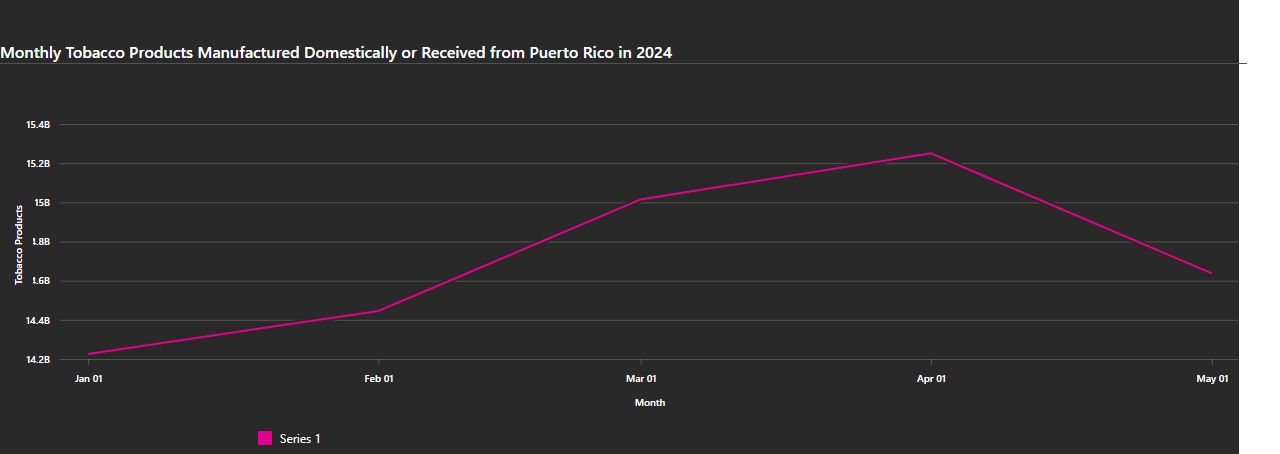 Monthly Tobacco Products Manufactured Domestically or Received from Puerto Rico in 2024
15.4B
15.2B
15B
1.8B
1.6B
14.4B
14.2B
Tobacco Products
Jan 01
Feb 01
Mar 01
Apr 01
May 01
Month
Series 1